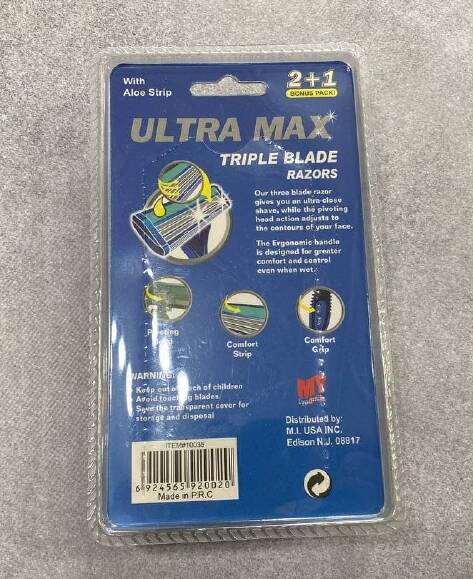 With
Aloe Strip
2+1
BONUS PACK!
ULTRA MAX
TRIPLE BLADE
RAZORS
Our three blade razor
gives you an ultra-close
shave, while the pivoting
head action adjusts to
the contours of your face.
The Ergonomic handle
is designed for greater
comfort and control
even when wet.
Comfort
Strip
Comfort
Grip
WARNING:
Keep out of reach of children
Avoid touching blades
Save the transparent cover for
storage and disposal
ITEM#10038
6 924565 920020
Made in P.R.C
Distributed by:
M.I. USA INC.
Edison N.J. 08817